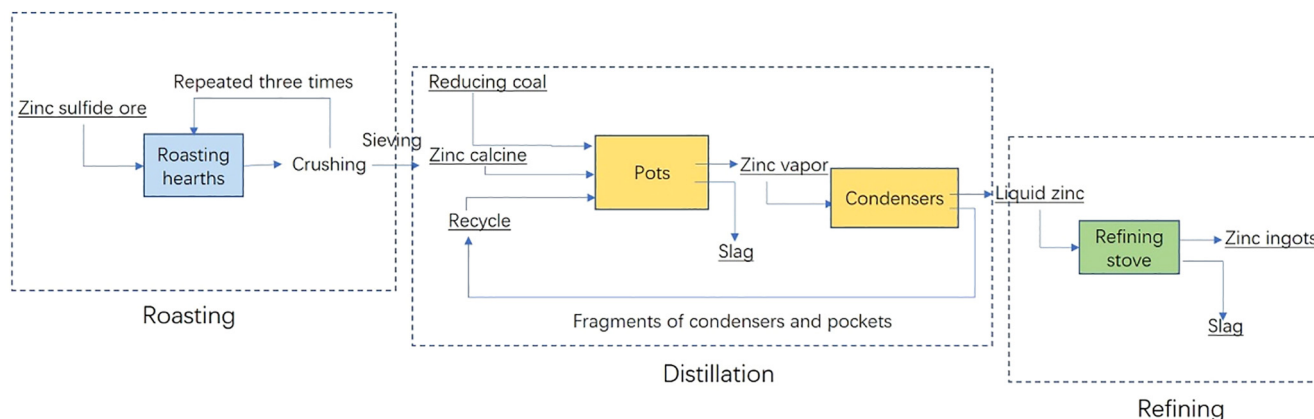 Repeated three times
Zinc sulfide ore
Roasting
hearths
Crushing
Sieving
Roasting
Reducing coal
Zinc calcine
Recycle
Pots
Zinc vapor
Slag
Condensers
Fragments of condensers and pockets
Distillation
Liquid zinc
Refining
stove
Zinc ingots
Slag
Refining